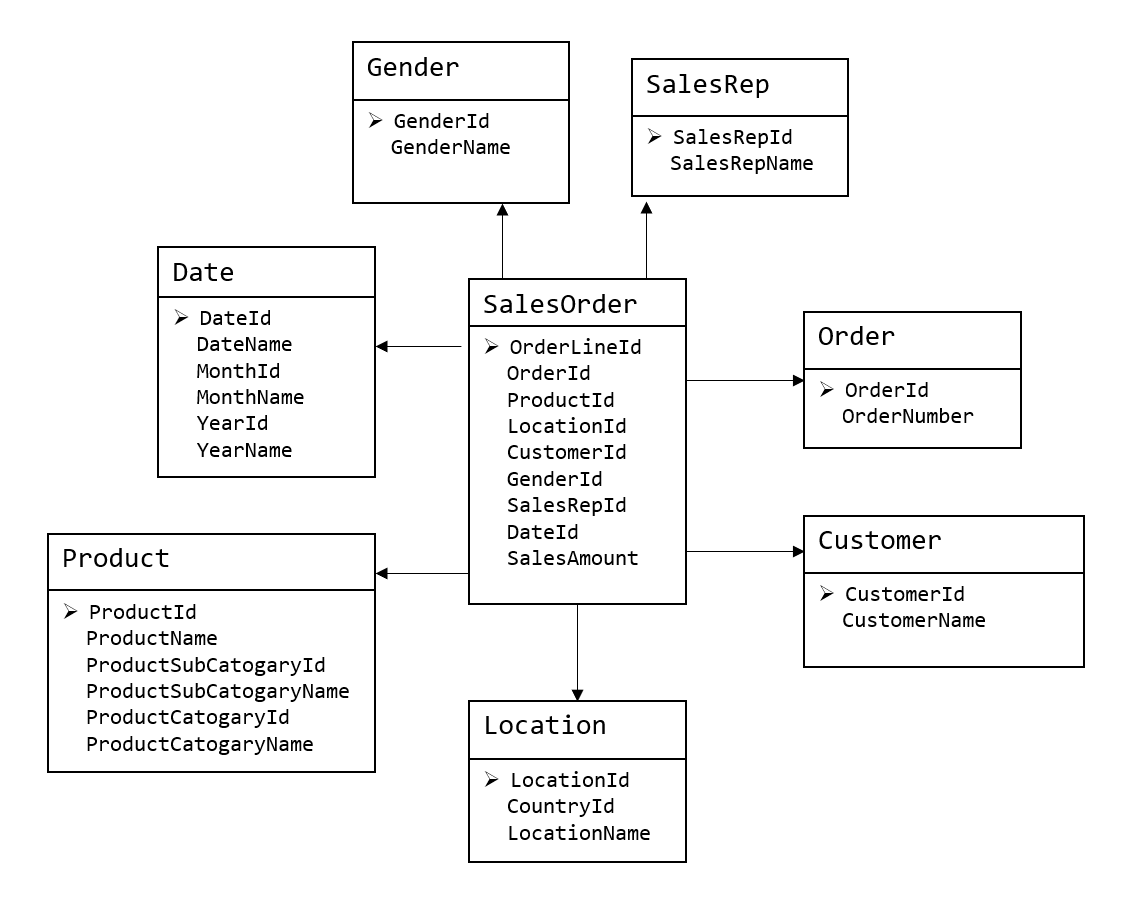 Gender
GenderId
GenderName
SalesRep
SalesRepId
SalesRepName
Date
DateId
DateName
MonthId
MonthName
YearId
YearName
SalesOrder
OrderLineId
OrderId
ProductId
LocationId
CustomerId
GenderId
SalesRepId
DateId
SalesAmount
Order
OrderId
OrderNumber
Product
ProductId
ProductName
ProductSubCatogaryId
ProductSubCatogaryName
ProductCatogaryId
ProductCatogaryName
Customer
CustomerId
CustomerName
Location
LocationId
CountryId
LocationName